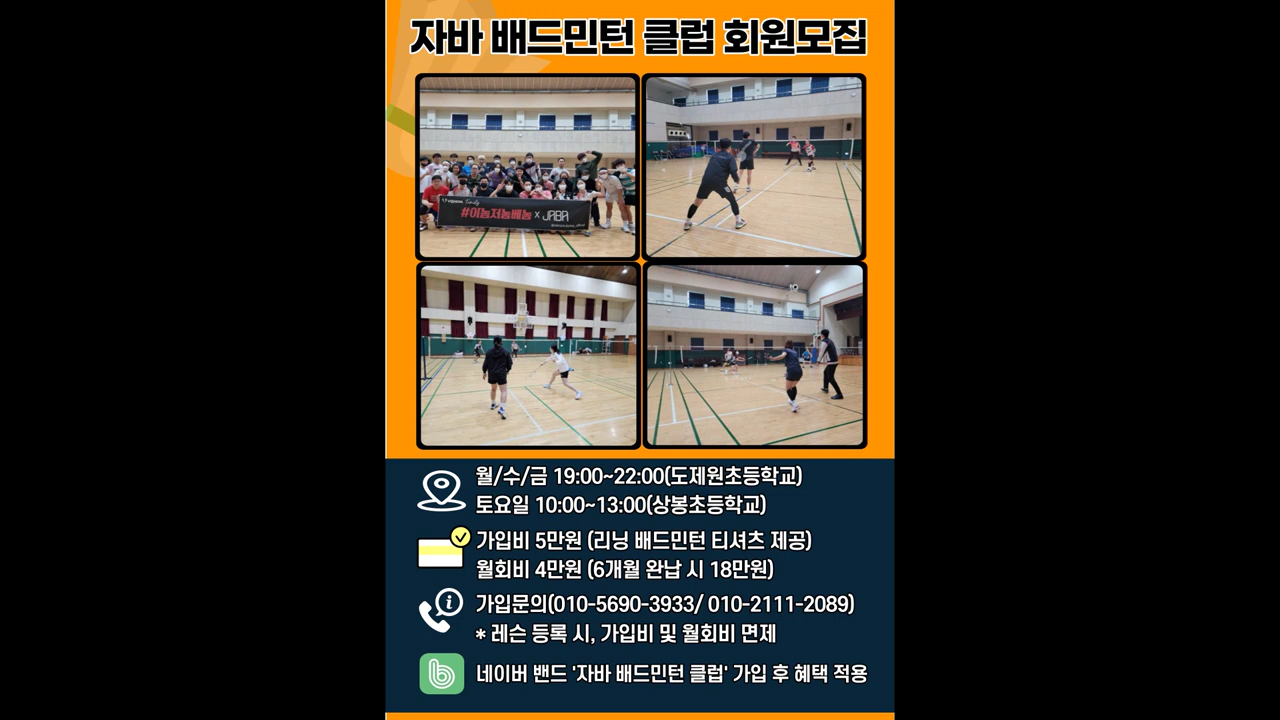 자바 배드민턴 클럽 회원모집
#이놈저놈베놈 x JABA
월/수/금 19:00~22:00(도제원초등학교)
토요일 10:00~13:00(상봉초등학교)
가입비 5만원 (리닝 배드민턴 티셔츠 제공)
월회비 4만원 (6개월 완납 시 18만원)
가입문의(010-5690-3933/ 010-2111-2089)
* 레슨 등록 시, 가입비 및 월회비 면제
네이버 밴드 '자바 배드민턴 클럽' 가입 후 혜택 적용